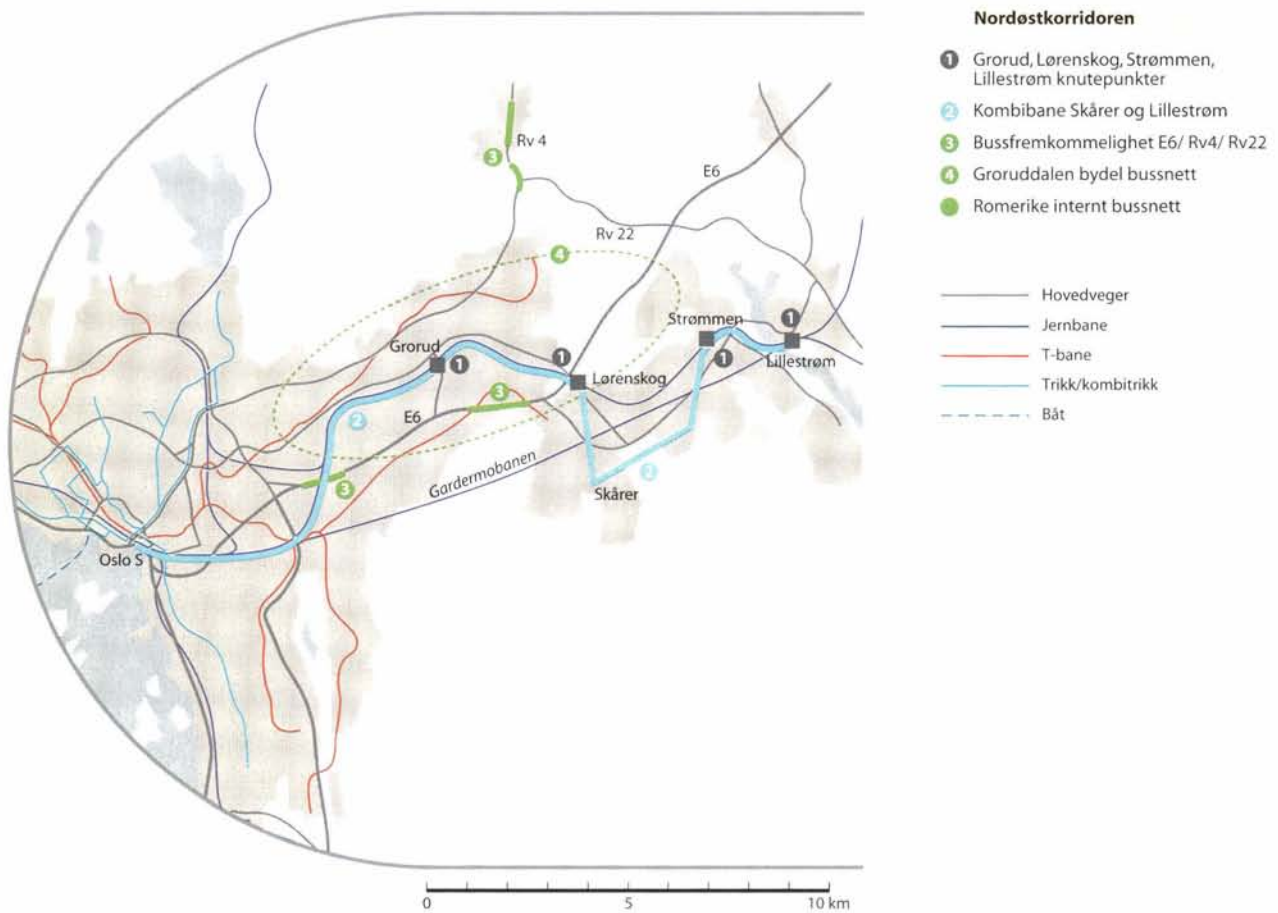 Nordøstkorridoren
1 Grorud, Lørenskog, Strømmen,
Lillestrøm knutepunkter
2 Kombibane Skårer og Lillestrøm
3 Bussfremkommelighet E6/ Rv4/ Rv22
4 Groruddalen bydel bussnett
Romerike internt bussnett
Hovedveger
Jernbane
T-bane
Trikk/kombitrikk
Båt
Rv 4
3
E6
Rv 22
4
Strømmen
1
Grorud
1
1
Lørenskog
1
Lillestrøm
3
E6
2
Gardermobanen
2
3
Skårer
Oslo S
0
5
10 km